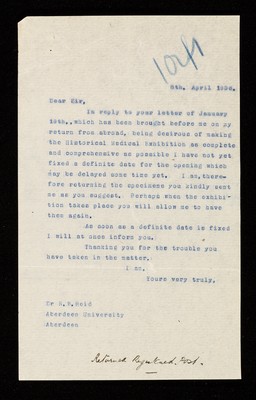 10/1
8th. April 1908.
Dear Sir,
In reply to your letter of January
18th., which has been brought before me on my
return from abroad, being desirous of making
the Historical Medical Exhibition as complete
and comprehensive as possible I have not yet
fixed a definite date for the opening which
may be delayed some time yet. I am, there-
fore returning the specimens you kindly sent
me as you suggest. Perhaps when the exhibi-
tion takes place you will allow me to have
them again.
As soon as a definite date is fixed
I will at once inform you.
Thanking you for the trouble you
have taken in the matter.
I am,
Yours very truly,
Mr R.W.Reid
Aberdeen University
Aberdeen
Returned Registered Post.